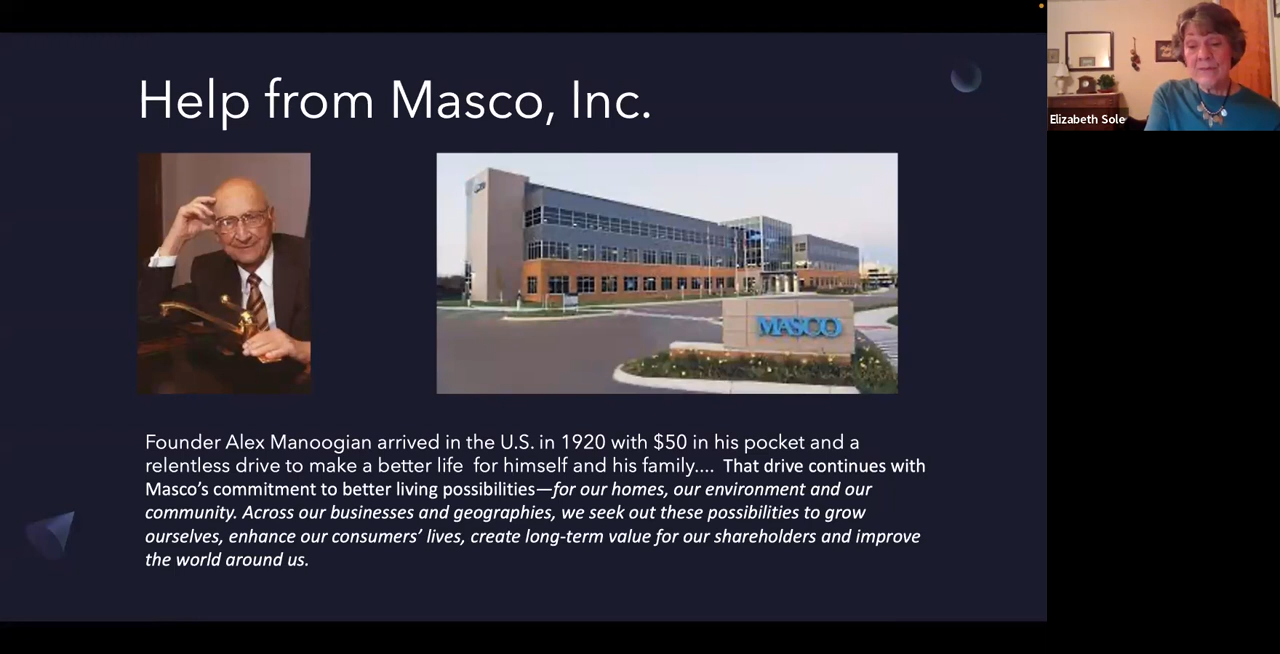 Help from Masco, Inc.
Elizabeth Sole
MASCO
Founder Alex Manoogian arrived in the U.S. in 1920 with $50 in his pocket and a
relentless drive to make a better life for himself and his family.... That drive continues with
Masco's commitment to better living possibilities—for our homes, our environment and our
community. Across our businesses and geographies, we seek out these possibilities to grow
ourselves, enhance our consumers' lives, create long-term value for our shareholders and improve
the world around us.